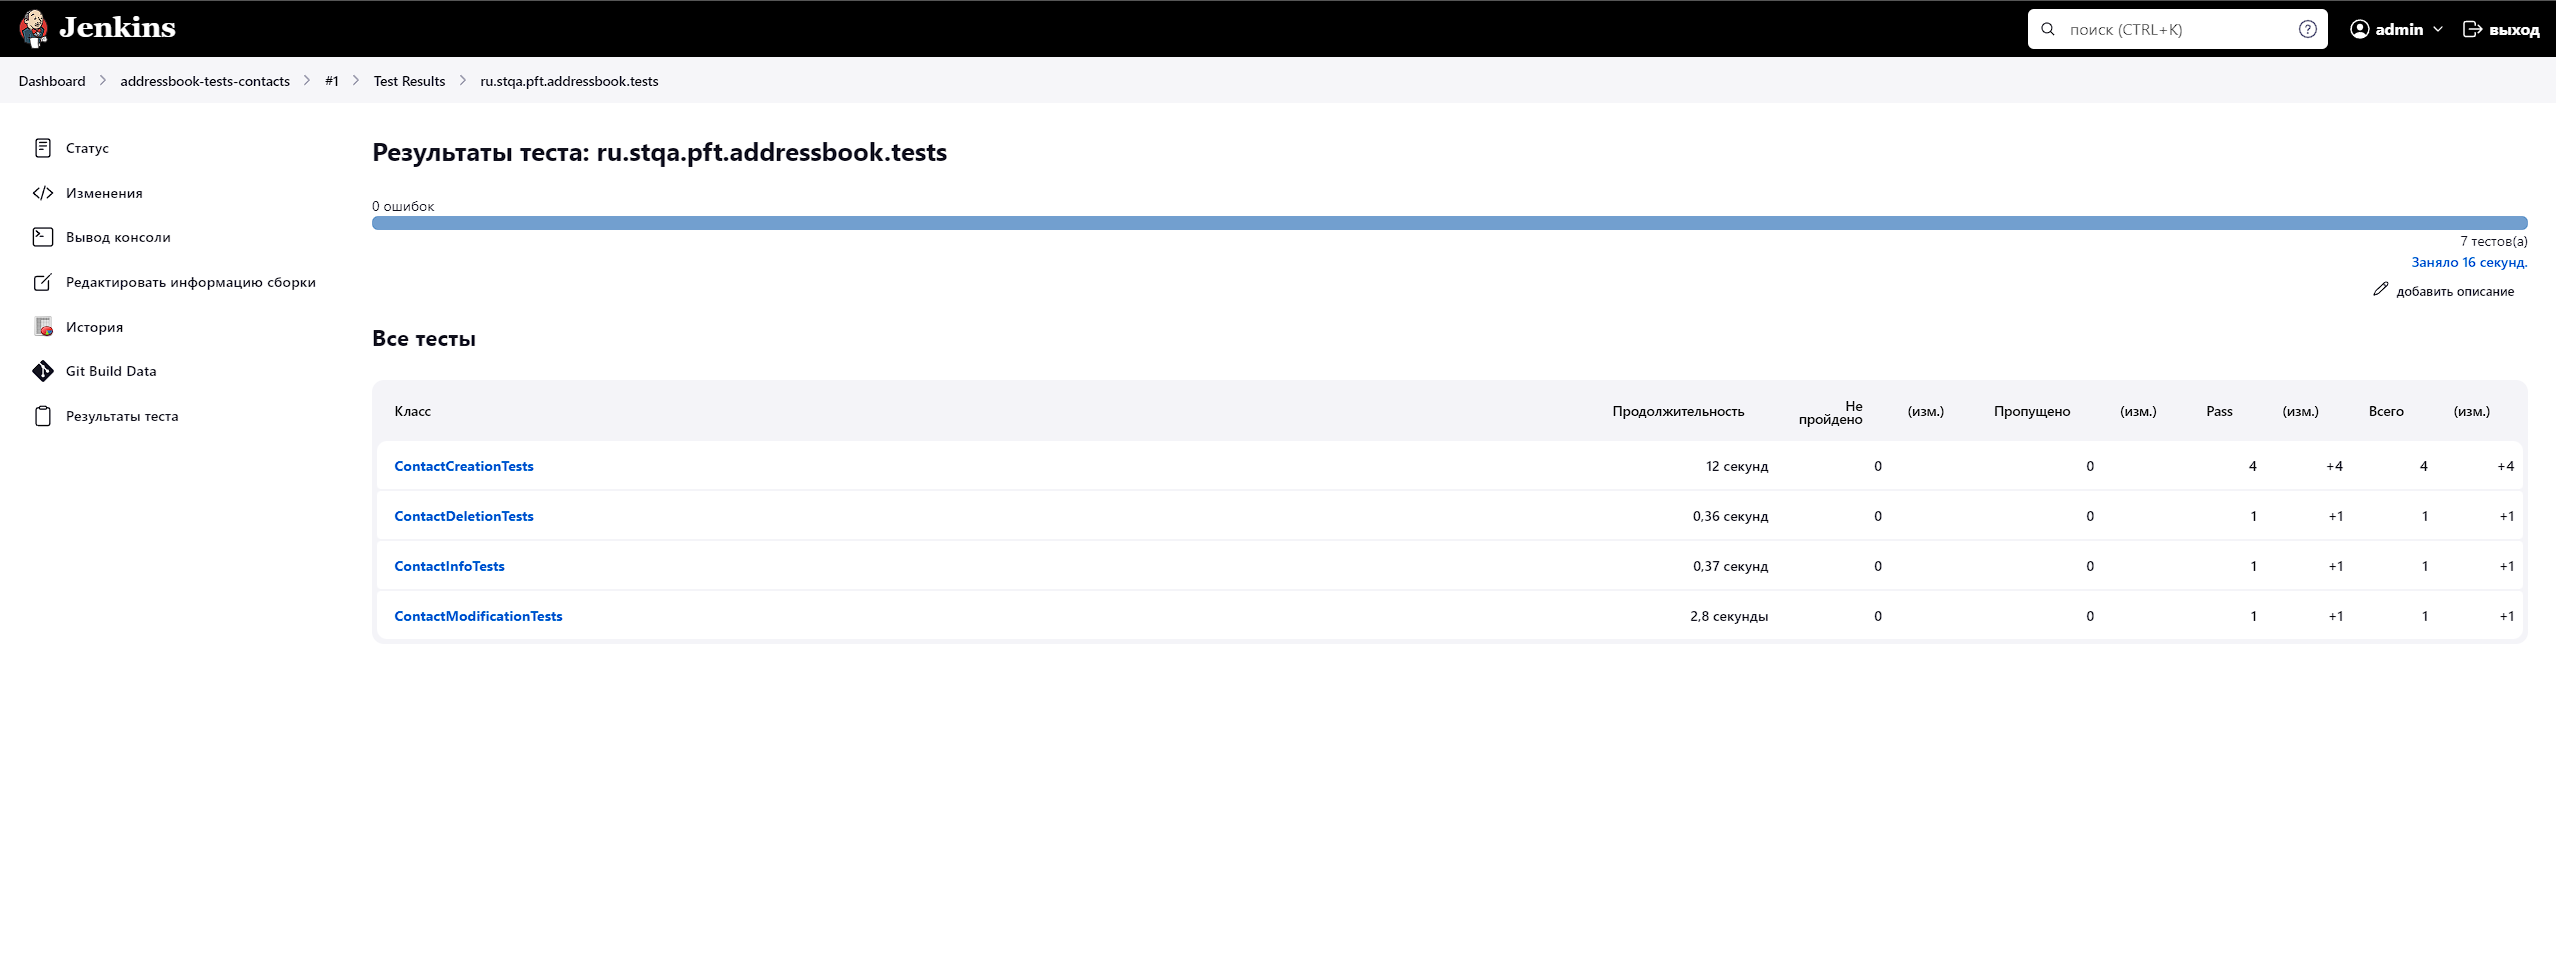 Jenkins
поиск (CTRL+K)
admin
выход
Dashboard > addressbook-tests-contacts > #1 > Test Results > ru.stqa.pft.addressbook.tests
Статус
Изменения
Вывод консоли
Редактировать информацию сборки
История
Git Build Data
Результаты теста
Результаты теста: ru.stqa.pft.addressbook.tests
0 ошибок
7 тестов(а)
Заняло 16 секунд.
добавить описание
Все тесты
Класс Продолжительность Не пройдено (изм.) Пропущено (изм.) Pass (изм.) Всего (изм.)
ContactCreationTests 12 секунд 0 0 4 +4 4 +4
ContactDeletionTests 0,36 секунд 0 0 1 +1 1 +1
ContactInfoTests 0,37 секунд 0 0 1 +1 1 +1
ContactModificationTests 2,8 секунды 0 0 1 +1 1 +1